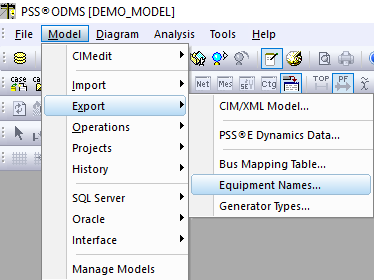 PSS®ODMS [DEMO_MODEL]
File Model Diagram Analysis Tools Help
CIMedit
Import
Export
Operations
Projects
History
SQL Server
Oracle
Interface
Manage Models
CIM/XML Model...
PSS®E Dynamics Data...
Bus Mapping Table...
Equipment Names...
Generator Types...
case
Net Mes SEV Ctg TOP PF